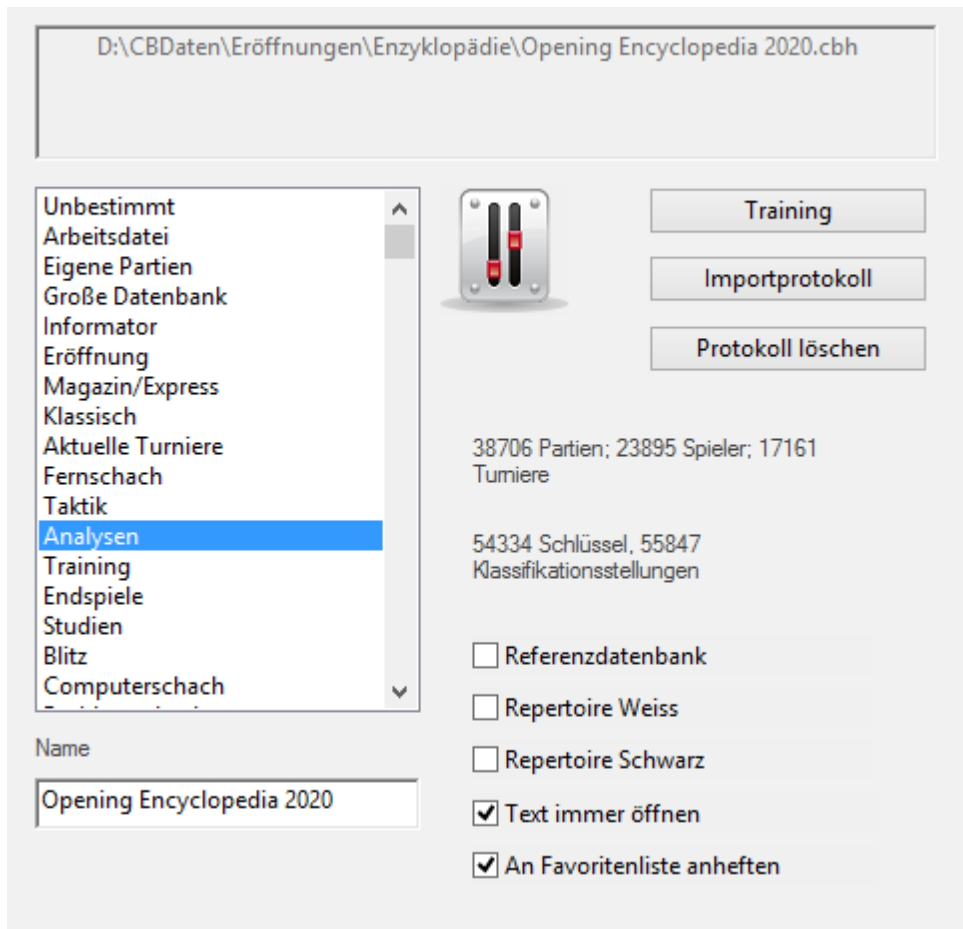 D:\CBDaten\Eröffnungen\Enzyklopädie\Opening Encyclopedia 2020.cbh
Unbestimmt
Arbeitsdatei
Eigene Partien
Große Datenbank
Informator
Eröffnung
Magazin/Express
Klassisch
Aktuelle Turniere
Fernschach
Taktik
Analysen
Training
Endspiele
Studien
Blitz
Computerschach
Name
Opening Encyclopedia 2020
Training
Importprotokoll
Protokoll löschen
38706 Partien; 23895 Spieler; 17161
Turniere
54334 Schlüssel, 55847
Klassifikationsstellungen
Referenzdatenbank
Repertoire Weiss
Repertoire Schwarz
Text immer öffnen
An Favoritenliste anheften